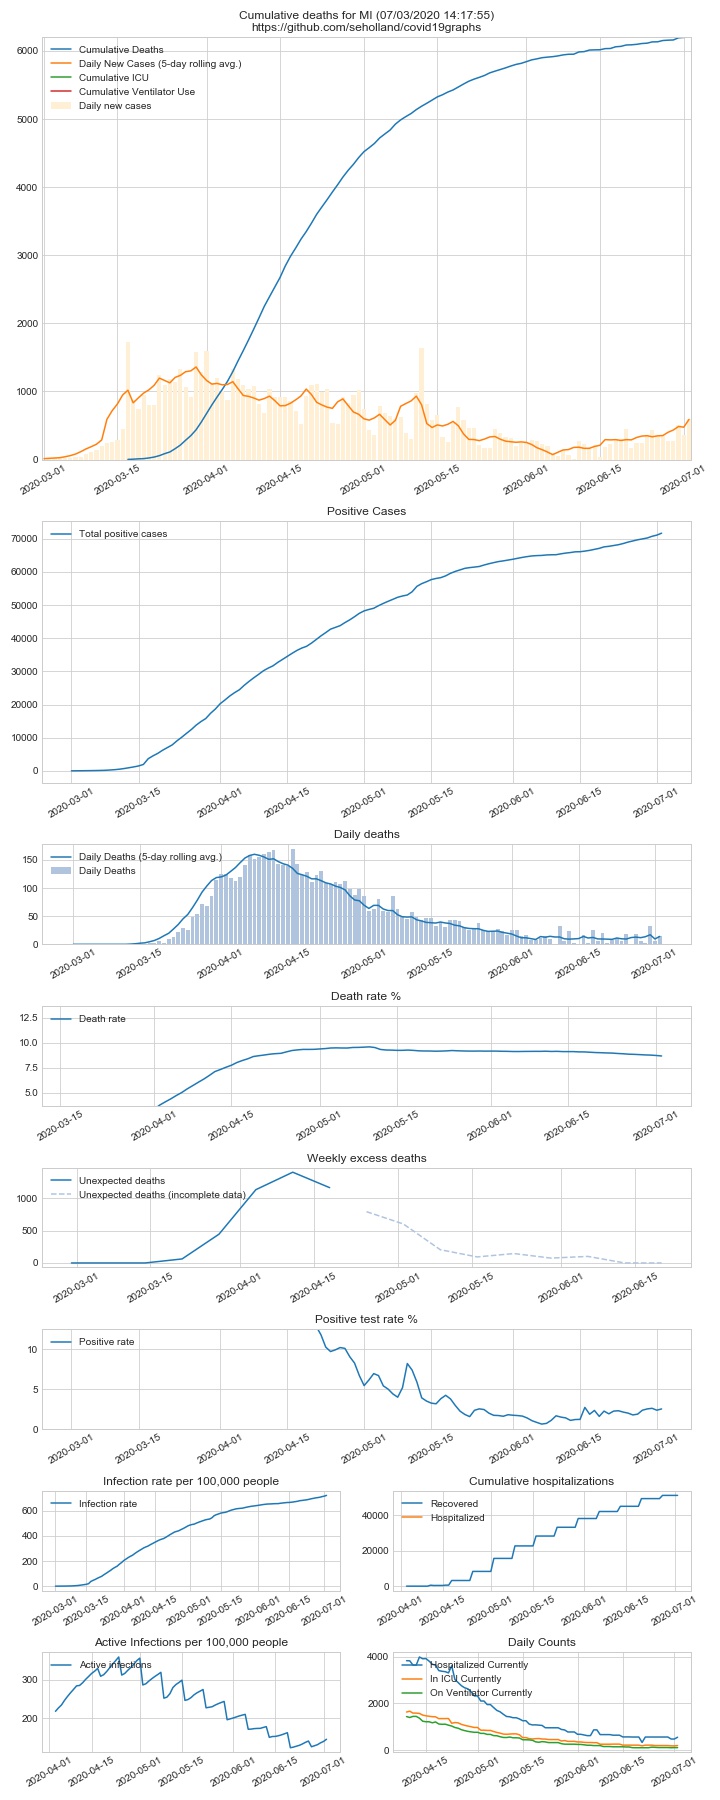 Cumulative deaths for MI (07/03/2020 14:17:55)
https://github.com/seholland/covid19graphs
Cumulative Deaths
Daily New Cases (5-day rolling avg.)
Cumulative ICU
Cumulative Ventilator Use
Daily new cases
6000
5000
4000
3000
2000
1000
0
2020-03-01 2020-03-15 2020-04-01 2020-04-15 2020-05-01 2020-05-15 2020-06-01 2020-06-15 2020-07-01
Positive Cases
Total positive cases
70000
60000
50000
40000
30000
20000
10000
0
2020-03-01 2020-03-15 2020-04-01 2020-04-15 2020-05-01 2020-05-15 2020-06-01 2020-06-15 2020-07-01
Daily deaths
Daily Deaths (5-day rolling avg.)
Daily Deaths
150
100
50
0
2020-03-01 2020-03-15 2020-04-01 2020-04-15 2020-05-01 2020-05-15 2020-06-01 2020-06-15 2020-07-01
Death rate %
Death rate
12.5
10.0
7.5
5.0
2020-03-15 2020-04-01 2020-04-15 2020-05-01 2020-05-15 2020-06-01 2020-06-15 2020-07-01
Weekly excess deaths
Unexpected deaths
Unexpected deaths (incomplete data)
1000
500
0
2020-03-01 2020-03-15 2020-04-01 2020-04-15 2020-05-01 2020-05-15 2020-06-01 2020-06-15
Positive test rate %
Positive rate
10
5
0
2020-03-01 2020-03-15 2020-04-01 2020-04-15 2020-05-01 2020-05-15 2020-06-01 2020-06-15 2020-07-01
Infection rate per 100,000 people
Infection rate
600
400
200
0
2020-03-01 2020-03-15 2020-04-01 2020-04-15 2020-05-01 2020-05-15 2020-06-01 2020-06-15 2020-07-01
Cumulative hospitalizations
Recovered
Hospitalized
40000
20000
0
2020-04-01 2020-04-15 2020-05-01 2020-05-15 2020-06-01 2020-06-15 2020-07-01
Active Infections per 100,000 people
Active infections
300
200
2020-04-01 2020-04-15 2020-05-01 2020-05-15 2020-06-01 2020-06-15 2020-07-01
Daily Counts
Hospitalized Currently
In ICU Currently
On Ventilator Currently
4000
2000
0
2020-04-15 2020-05-01 2020-05-15 2020-06-01 2020-06-15 2020-07-01